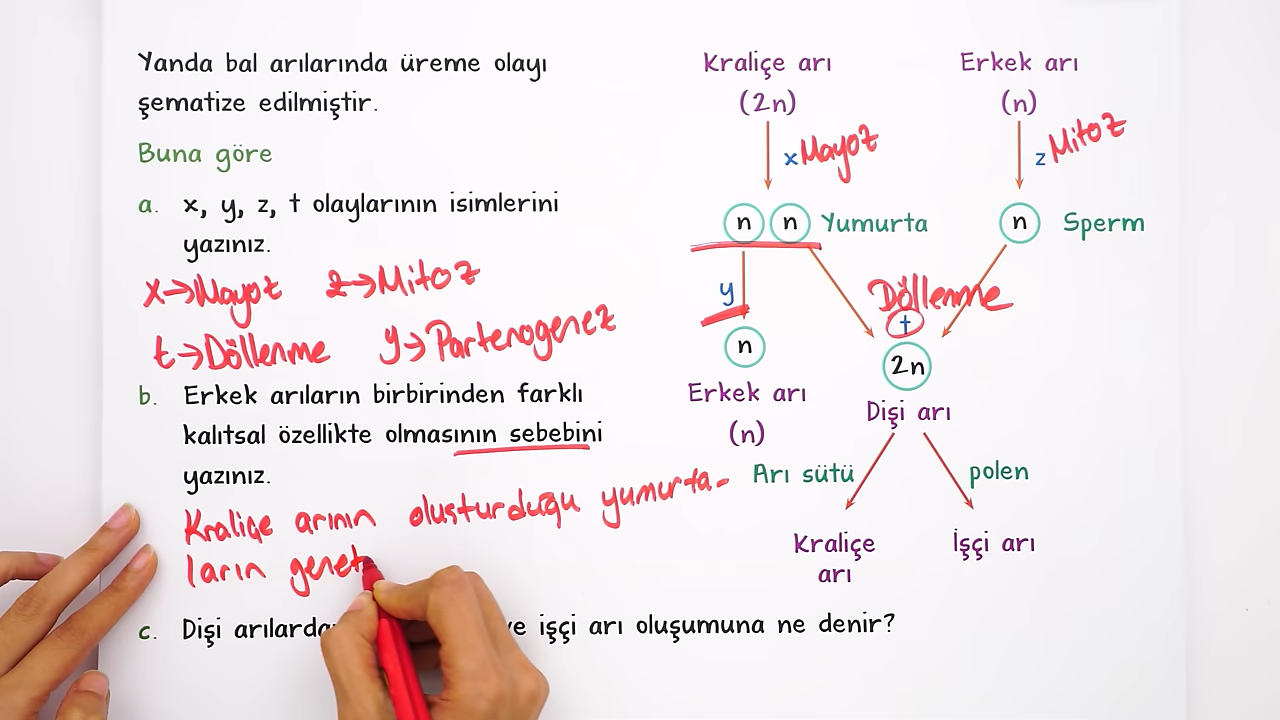 Yanda bal arılarında üreme olayı
şematize edilmiştir.
Buna göre
a. x, y, z, t olaylarının isimlerini
yazınız.
x→Mayoz z→Mitoz
t→Döllenme y→Partenogenez
b. Erkek arıların birbirinden farklı
kalıtsal özellikte olmasının sebebini
yazınız.
Kraliçe arının oluşturduğu yumurta-
ların genet
c. Dişi arılarda ve işçi arı oluşumuna ne denir?
Kraliçe arı Erkek arı
(2n) (n)
x Mayoz z Mitoz
n n Yumurta n Sperm
y Döllenme
t
n 2n
Erkek arı Dişi arı
(n)
Arı sütü polen
Kraliçe İşçi arı
arı